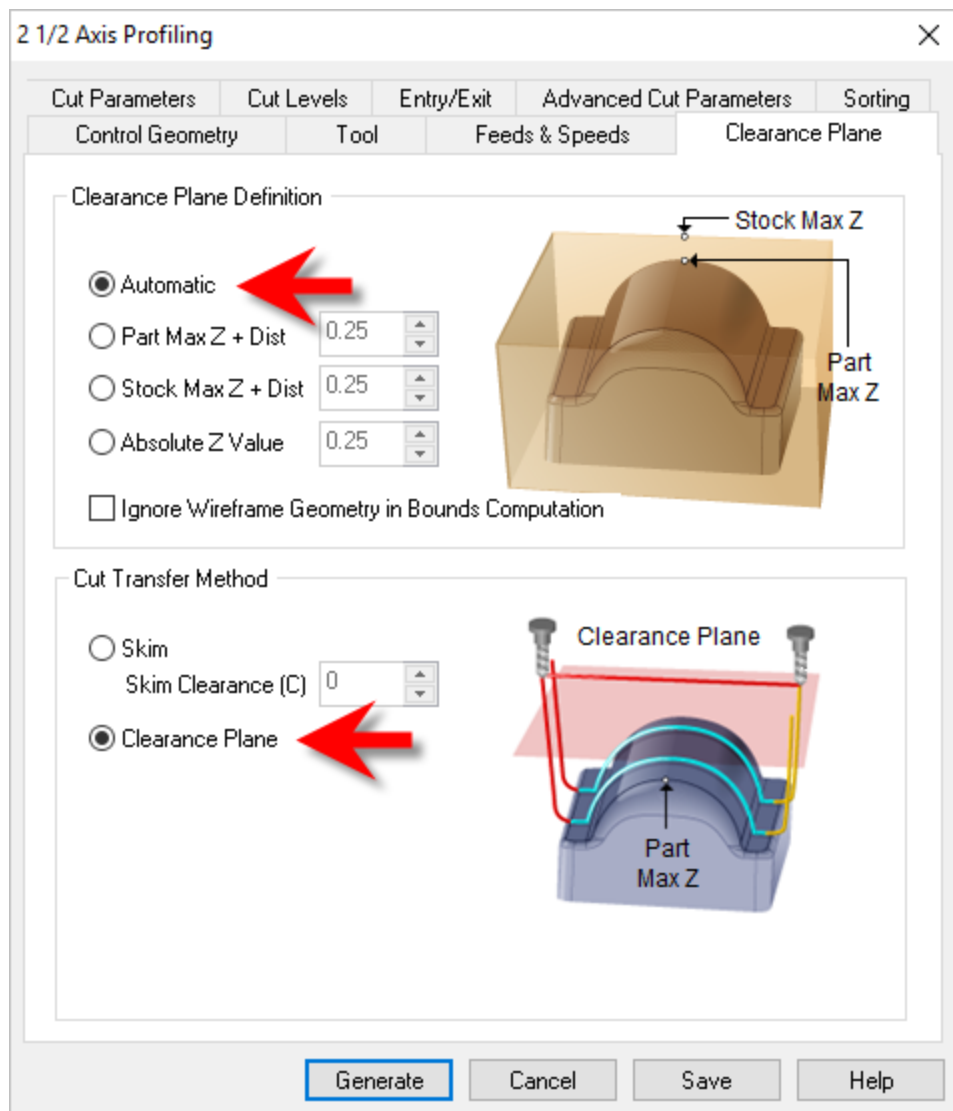 2 1/2 Axis Profiling
Cut Parameters Cut Levels Entry/Exit Advanced Cut Parameters Sorting
Control Geometry Tool Feeds & Speeds Clearance Plane
Clearance Plane Definition
Stock Max Z
Automatic
Part Max Z + Dist 0.25
Part
Max Z
Stock Max Z + Dist 0.25
Absolute Z Value 0.25
Ignore Wireframe Geometry in Bounds Computation
Cut Transfer Method
Skim
Skim Clearance (C) 0
Clearance Plane
Clearance Plane
Part
Max Z
Generate Cancel Save Help